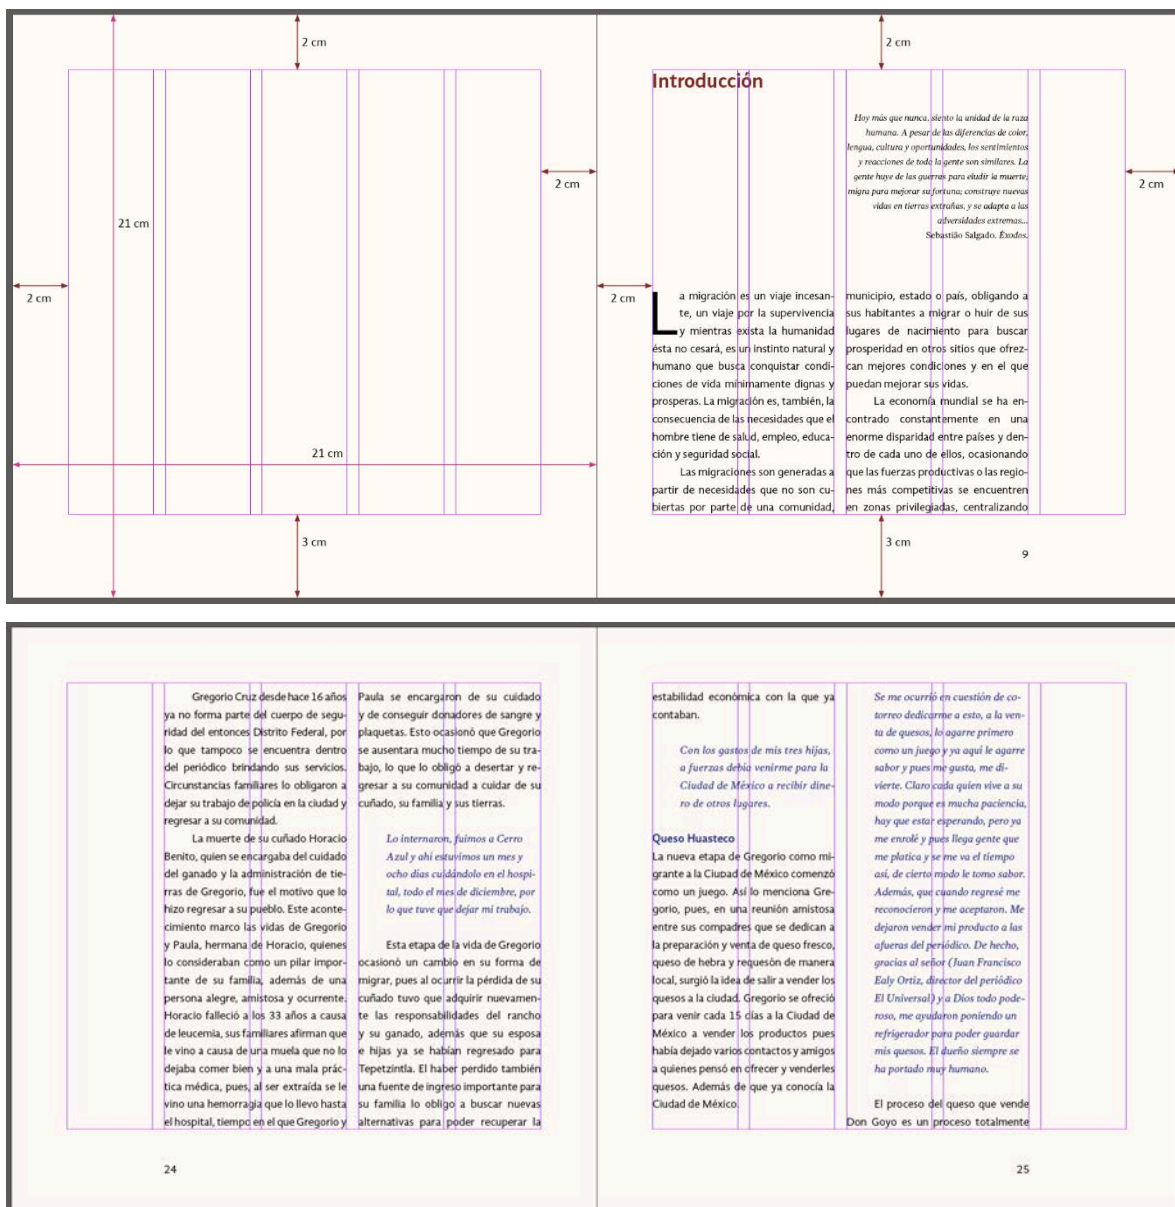 2 cm
2 cm
21 cm
2 cm
21 cm
3 cm
2 cm
Introducción
Hoy más que nunca, siento la unidad de la raza
humana. A pesar de las diferencias de color,
lengua, cultura y oportunidades, los sentimientos
y reacciones de toda la gente son similares. La
gente huye de las guerras para eludir la muerte;
migra para mejorar su fortuna; construye nuevas
vidas en tierras extrañas, y se adapta a las
adversidades extremas...
Sebastião Salgado. Éxodos.
2 cm
2 cm
La migración es un viaje incesan-
te, un viaje por la supervivencia
y mientras exista la humanidad
ésta no cesará, es un instinto natural y
humano que busca conquistar condi-
ciones de vida mínimamente dignas y
prosperas. La migración es, también, la
consecuencia de las necesidades que el
hombre tiene de salud, empleo, educa-
ción y seguridad social.
Las migraciones son generadas a
partir de necesidades que no son cu-
biertas por parte de una comunidad,
municipio, estado o país, obligando a
sus habitantes a migrar o huir de sus
lugares de nacimiento para buscar
prosperidad en otros sitios que ofrez-
can mejores condiciones y en el que
puedan mejorar sus vidas.
La economía mundial se ha en-
contrado constantemente en una
enorme disparidad entre países y den-
tro de cada uno de ellos, ocasionando
que las fuerzas productivas o las regio-
nes más competitivas se encuentren
en zonas privilegiadas, centralizando
3 cm
9
Gregorio Cruz desde hace 16 años
ya no forma parte del cuerpo de segu-
ridad del entonces Distrito Federal, por
lo que tampoco se encuentra dentro
del periódico brindando sus servicios.
Circunstancias familiares lo obligaron a
dejar su trabajo de policía en la ciudad y
regresar a su comunidad.
La muerte de su cuñado Horacio
Benito, quien se encargaba del cuidado
del ganado y la administración de tie-
rras de Gregorio, fue el motivo que lo
hizo regresar a su pueblo. Este aconte-
cimiento marco las vidas de Gregorio
y Paula, hermana de Horacio, quienes
lo consideraban como un pilar impor-
tante de su familia, además de una
persona alegre, amistosa y ocurrente.
Horacio falleció a los 33 años a causa
de leucemia, sus familiares afirman que
le vino a causa de una muela que no lo
dejaba comer bien y a una mala prác-
tica médica, pues, al ser extraída se le
vino una hemorragia que lo llevo hasta
el hospital, tiempo en el que Gregorio y
Paula se encargaron de su cuidado
y de conseguir donadores de sangre y
plaquetas. Esto ocasionó que Gregorio
se ausentara mucho tiempo de su tra-
bajo, lo que lo obligó a desertar y re-
gresar a su comunidad a cuidar de su
cuñado, su familia y sus tierras.
Lo internaron, fuimos a Cerro
Azul y ahí estuvimos un mes y
ocho días cuidándolo en el hospi-
tal, todo el mes de diciembre, por
lo que tuve que dejar mi trabajo.
Esta etapa de la vida de Gregorio
ocasionó un cambio en su forma de
migrar, pues al ocurrir la pérdida de su
cuñado tuvo que adquirir nuevamen-
te las responsabilidades del rancho
y su ganado, además que su esposa
e hijas ya se habían regresado para
Tepetzintla. El haber perdido también
una fuente de ingreso importante para
su familia lo obligo a buscar nuevas
alternativas para poder recuperar la
24
estabilidad económica con la que ya
contaban.
Con los gastos de mis tres hijas,
a fuerzas debía venirme para la
Ciudad de México a recibir dine-
ro de otros lugares.
Queso Huasteco
La nueva etapa de Gregorio como mi-
grante a la Ciudad de México comenzó
como un juego. Así lo menciona Gre-
gorio, pues, en una reunión amistosa
entre sus compadres que se dedican a
la preparación y venta de queso fresco,
queso de hebra y requesón de manera
local, surgió la idea de salir a vender los
quesos a la ciudad. Gregorio se ofreció
para venir cada 15 días a la Ciudad de
México a vender los productos pues
había dejado varios contactos y amigos
a quienes pensó en ofrecer y venderles
quesos. Además de que ya conocía la
Ciudad de México.
Se me ocurrió en cuestión de co-
torreo dedicarme a esto, a la ven-
ta de quesos, lo agarre primero
como un juego y ya aquí le agarre
sabor y pues me gusta, me di-
vierte. Claro cada quien vive a su
modo porque es mucha paciencia,
hay que estar esperando, pero ya
me enrolé y pues llega gente que
me platica y se me va el tiempo
así, de cierto modo le tomo sabor.
Además, que cuando regresé me
reconocieron y me aceptaron. Me
dejaron vender mi producto a las
afueras del periódico. De hecho,
gracias al señor (Juan Francisco
Ealy Ortiz, director del periódico
El Universal) y a Dios todo pode-
roso, me ayudaron poniendo un
refrigerador para poder guardar
mis quesos. El dueño siempre se
ha portado muy humano.
El proceso del queso que vende
Don Goyo es un proceso totalmente
25